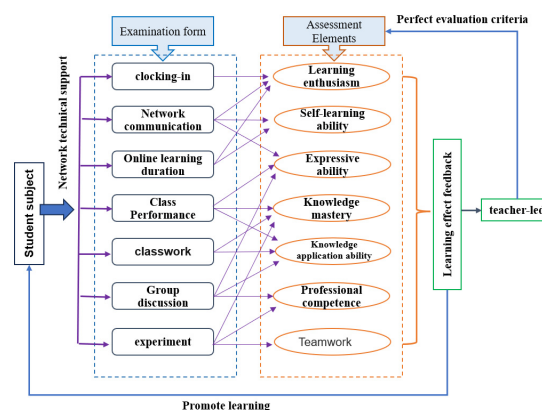 Perfect evaluation criteria
Examination form
Assessment
Elements
Network technical support
Student subject
clocking-in
Network
communication
Online learning
duration
Class
Performance
classwork
Group
discussion
experiment
Learning
enthusiasm
Self-learning
ability
Expressive
ability
Knowledge
mastery
Knowledge
application ability
Professional
competence
Teamwork
Learning effect feedback
teacher-led
Promote learning